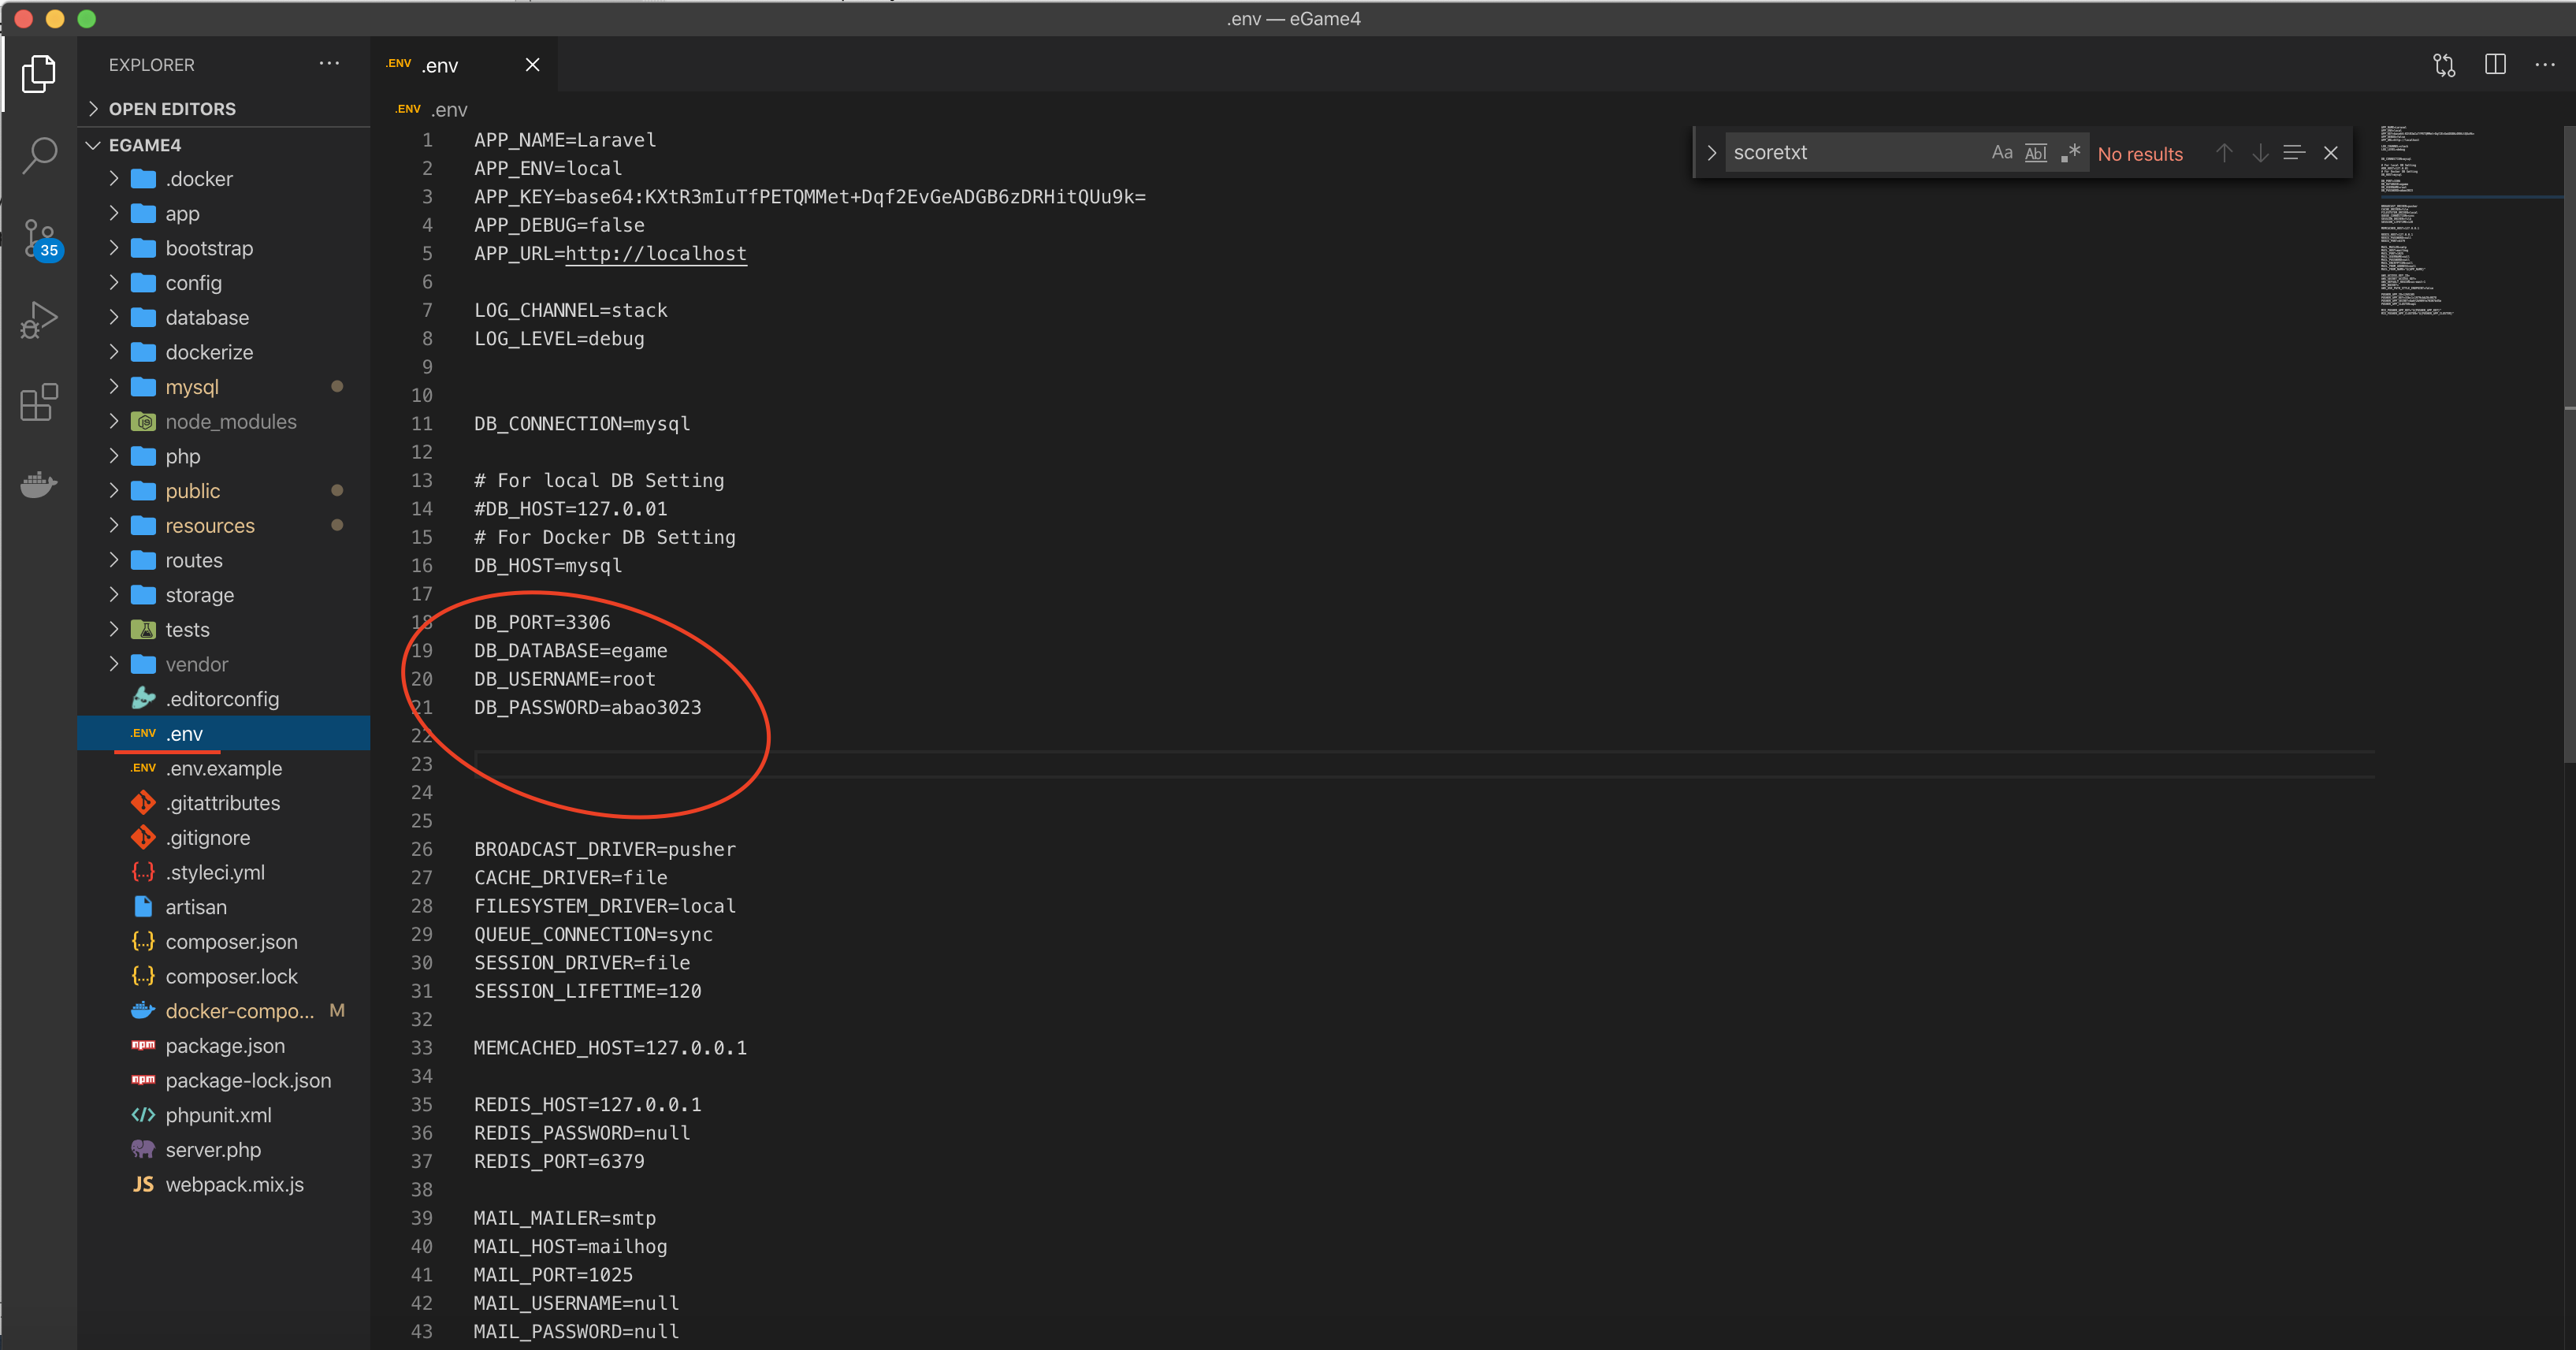 .env — eGame4
EXPLORER
.ENV .env
OPEN EDITORS
.ENV .env
EGAME4
.docker
app
bootstrap
config
database
dockerize
mysql
node_modules
php
public
resources
routes
storage
tests
vendor
.editorconfig
.ENV .env
.ENV .env.example
.gitattributes
.gitignore
.styleci.yml
artisan
composer.json
composer.lock
docker-compo... M
npm package.json
npm package-lock.json
phpunit.xml
server.php
JS webpack.mix.js
35
scoretxt Aa Abl .* No results
1 APP_NAME=Laravel
2 APP_ENV=local
3 APP_KEY=base64:KXtR3mIuTfPETQMMet+Dqf2EvGeADGB6zDRHitQUu9k=
4 APP_DEBUG=false
5 APP_URL=http://localhost
6
7 LOG_CHANNEL=stack
8 LOG_LEVEL=debug
9
10
11 DB_CONNECTION=mysql
12
13 # For local DB Setting
14 #DB_HOST=127.0.01
15 # For Docker DB Setting
16 DB_HOST=mysql
17
18 DB_PORT=3306
19 DB_DATABASE=egame
20 DB_USERNAME=root
21 DB_PASSWORD=abao3023
22
23
24
25
26 BROADCAST_DRIVER=pusher
27 CACHE_DRIVER=file
28 FILESYSTEM_DRIVER=local
29 QUEUE_CONNECTION=sync
30 SESSION_DRIVER=file
31 SESSION_LIFETIME=120
32
33 MEMCACHED_HOST=127.0.0.1
34
35 REDIS_HOST=127.0.0.1
36 REDIS_PASSWORD=null
37 REDIS_PORT=6379
38
39 MAIL_MAILER=smtp
40 MAIL_HOST=mailhog
41 MAIL_PORT=1025
42 MAIL_USERNAME=null
43 MAIL_PASSWORD=null